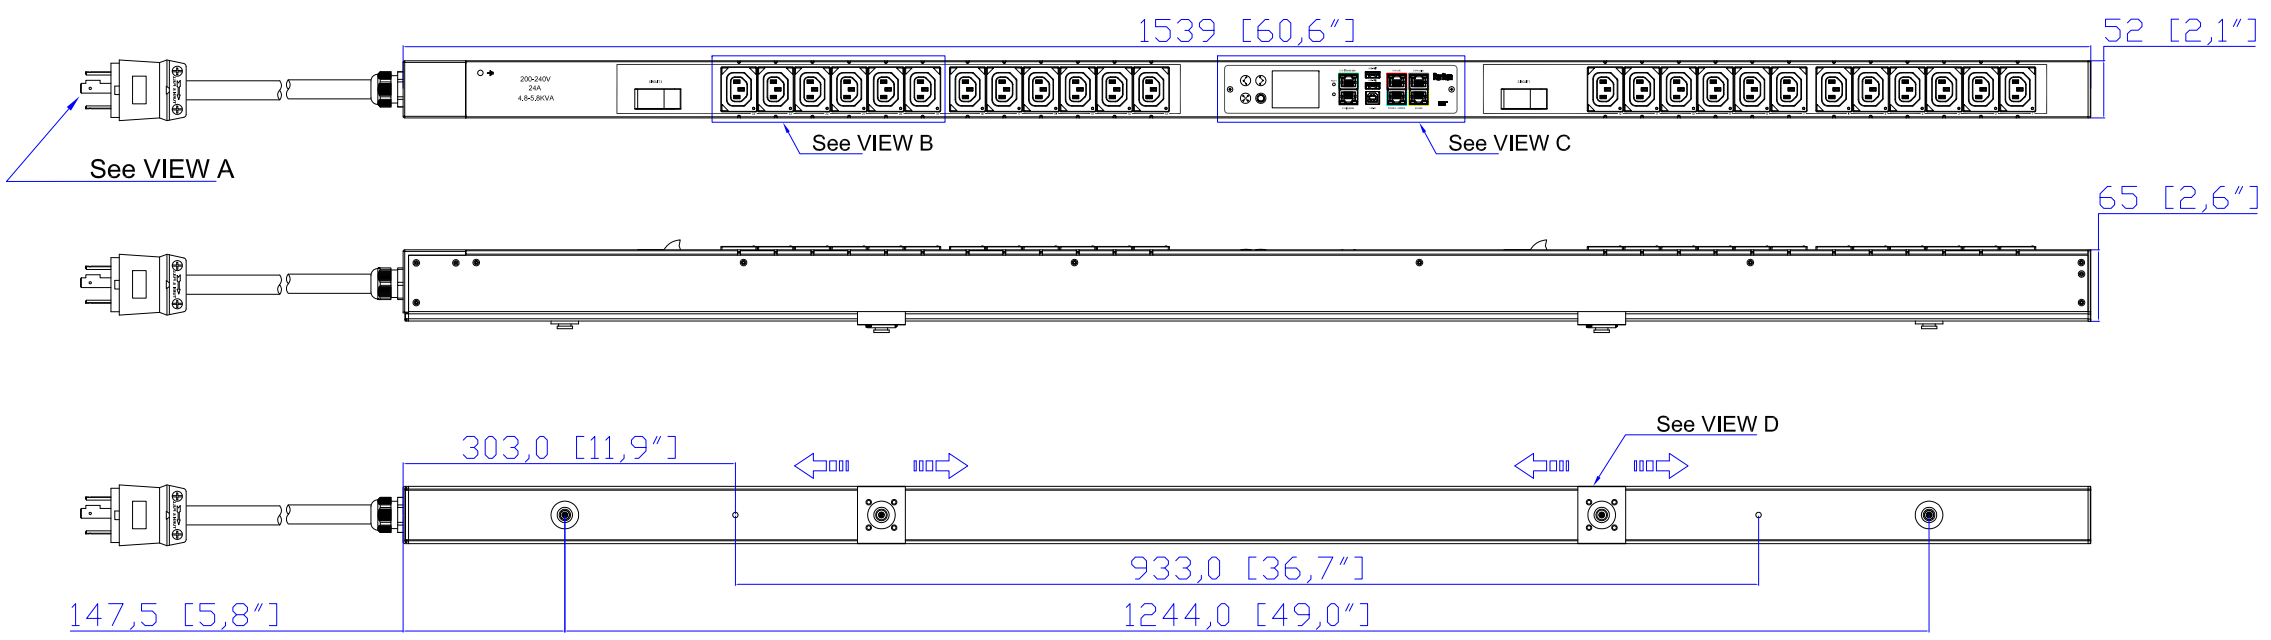 1539 [60,6"]
52 [2,1"]
200-240V
24A
4,8-5,8KVA
See VIEW B
See VIEW C
See VIEW A
65 [2,6"]
See VIEW D
303,0 [11,9"]
933,0 [36,7"]
147,5 [5,8"]
1244,0 [49,0"]